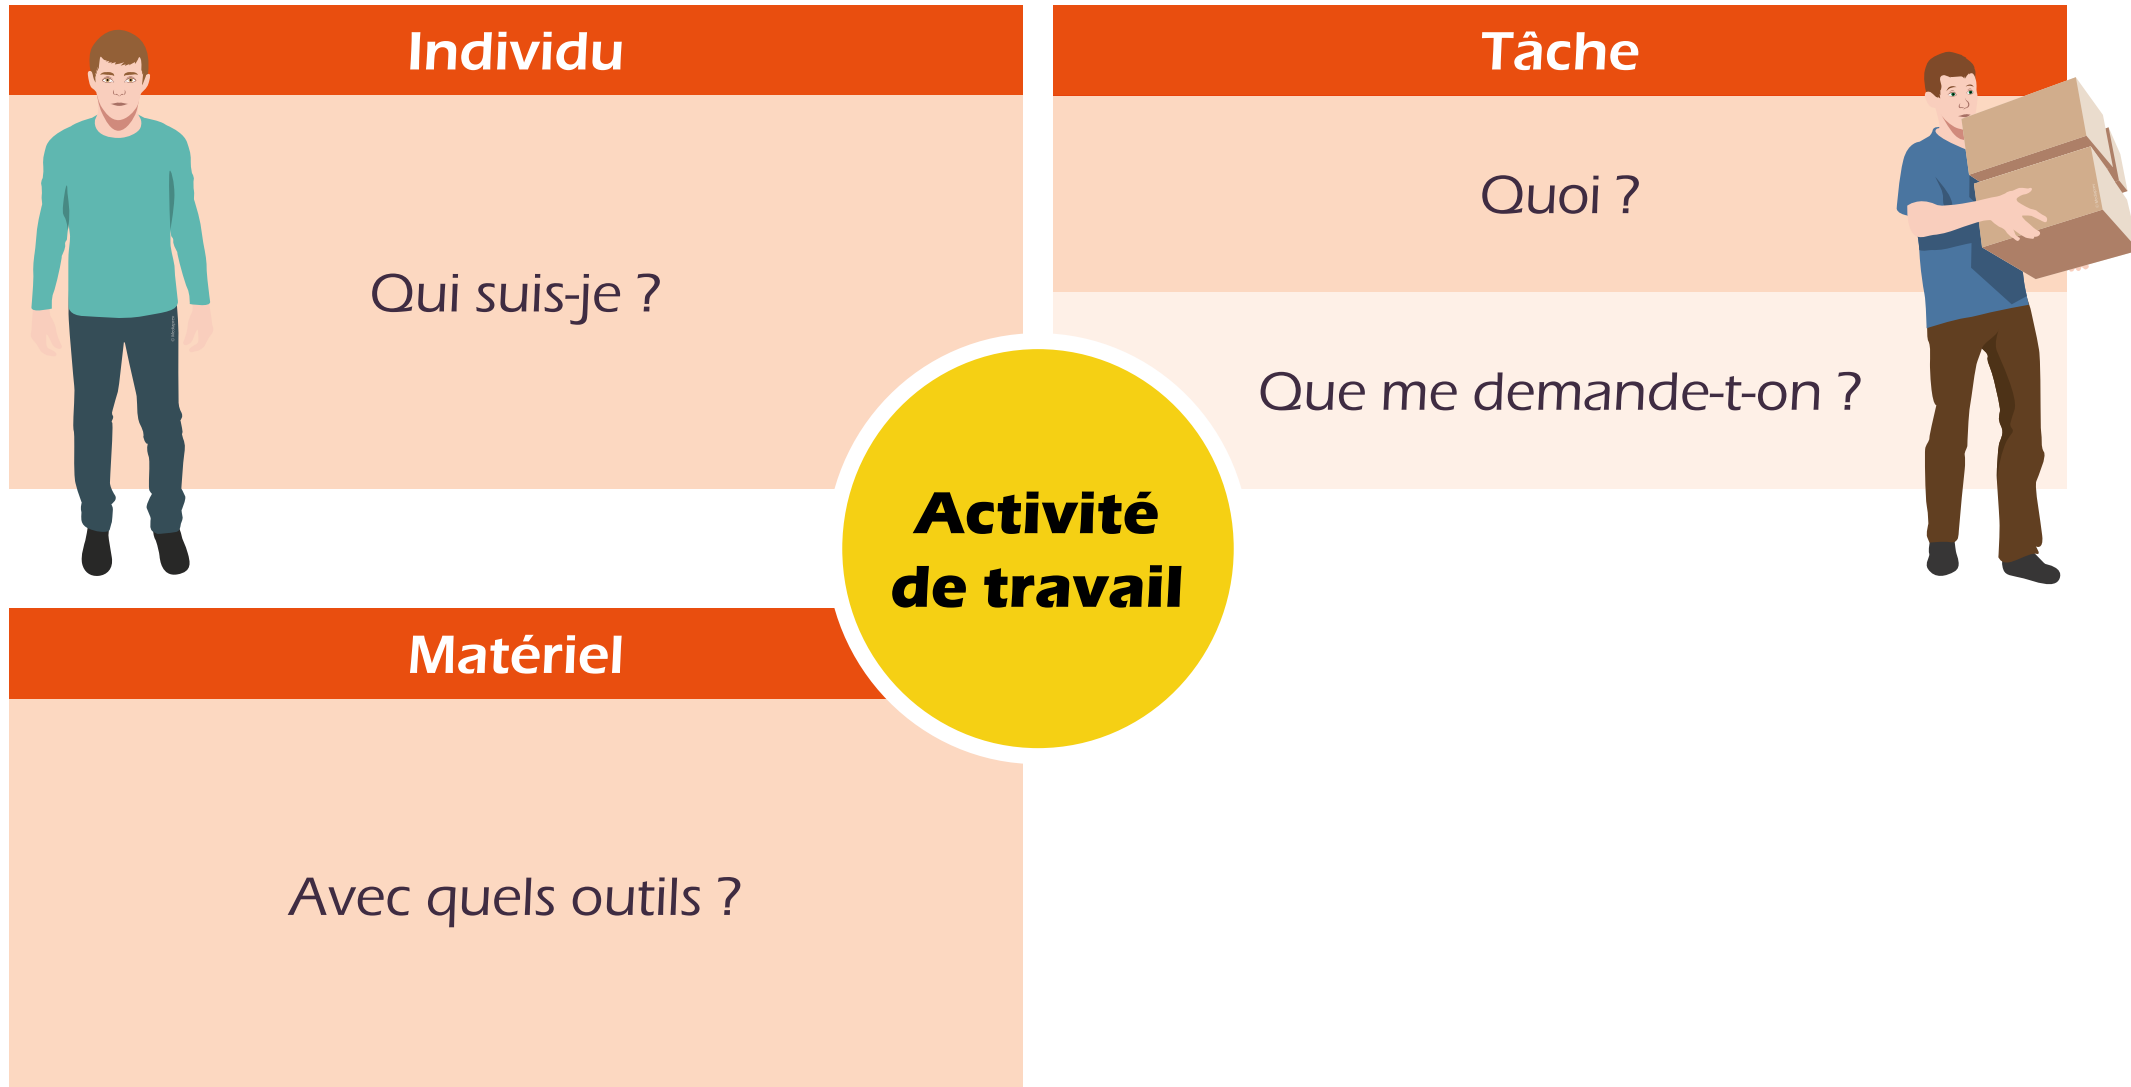 Individu
Qui suis-je ?
Tâche
Quoi ?
Que me demande-t-on ?
Activité
de travail
Matériel
Avec quels outils ?